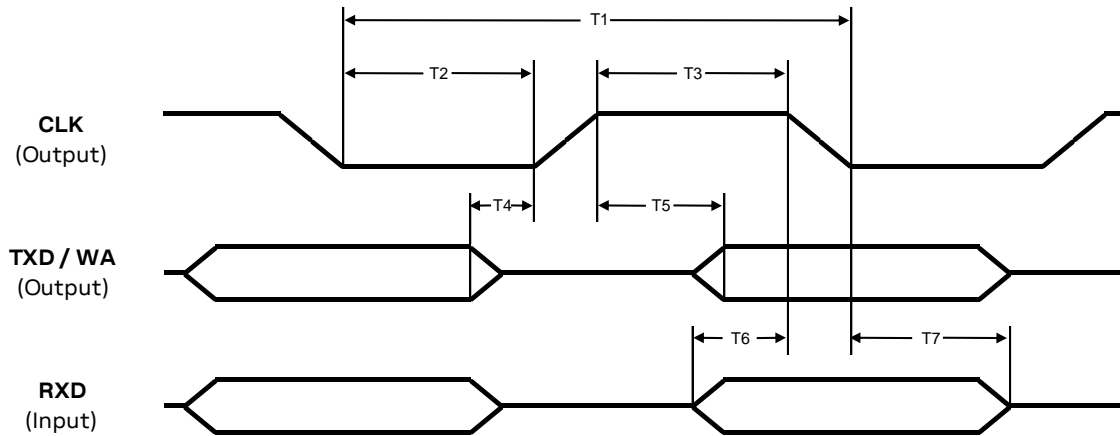 T1
T2
T3
CLK
(Output)
T4
T5
TXD / WA
(Output)
T6
T7
RXD
(Input)